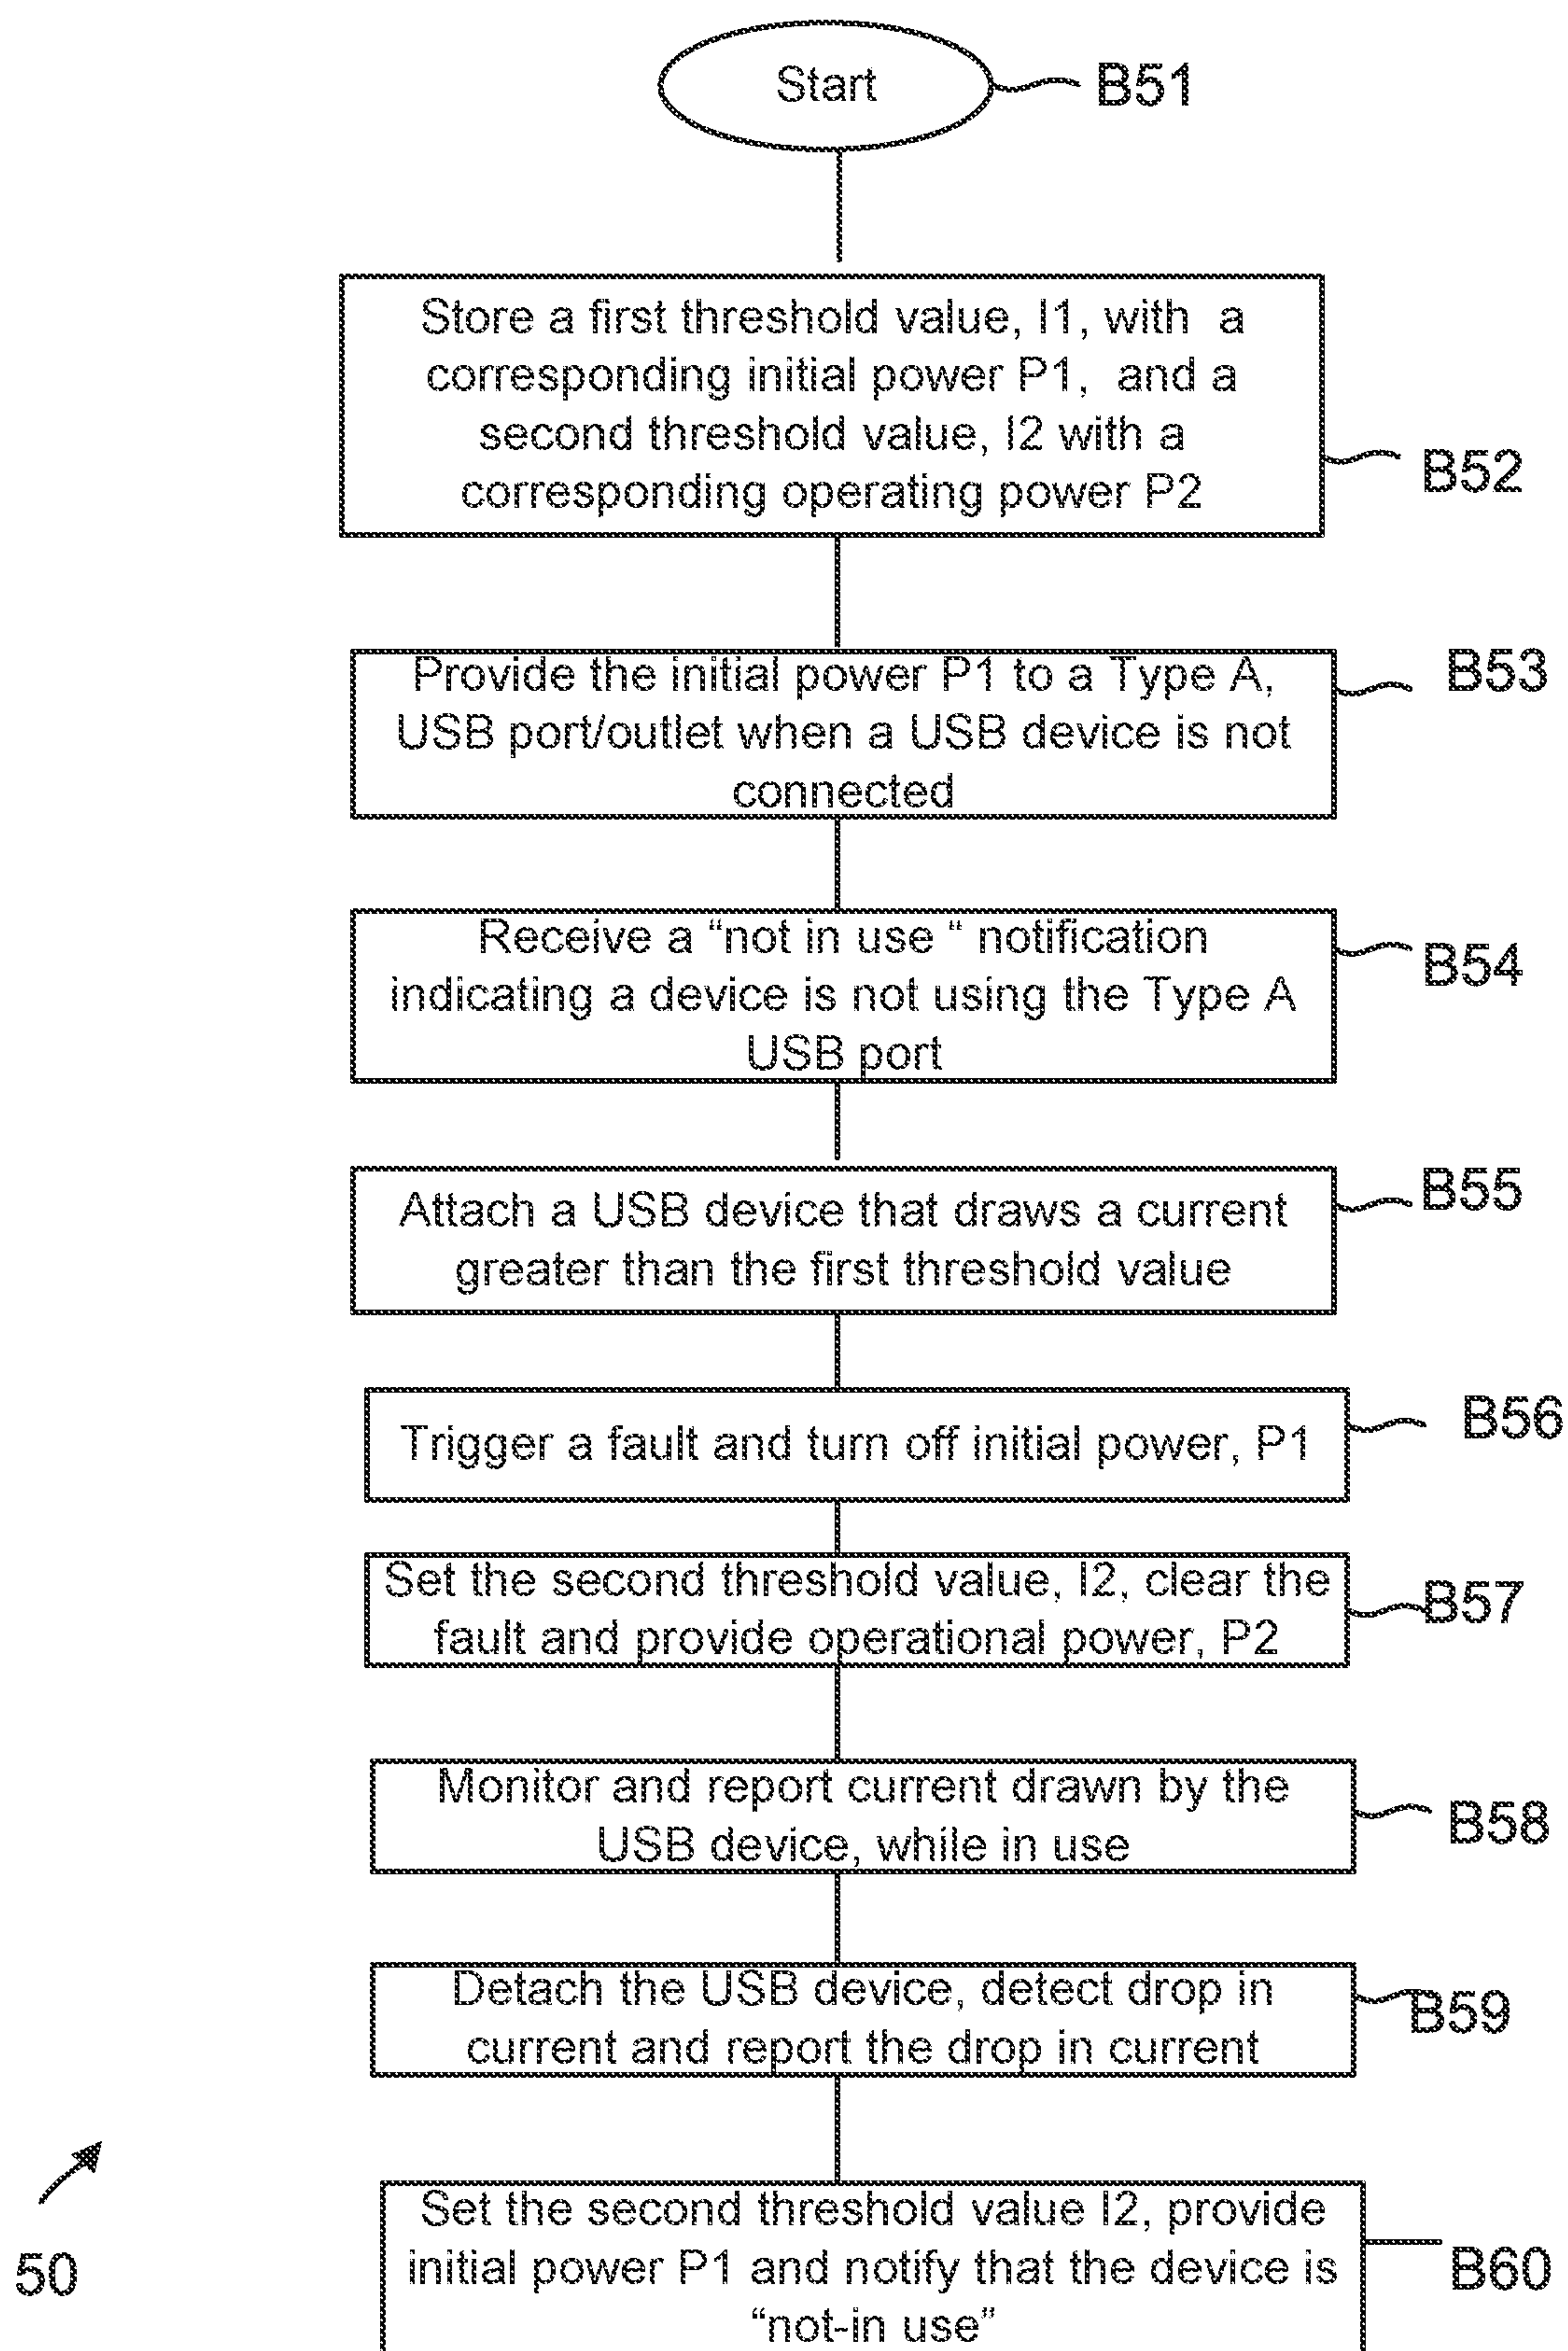 Start
B51
Store a first threshold value, I1, with a
corresponding initial power P1, and a
second threshold value, I2 with a
corresponding operating power P2
B52
Provide the initial power P1 to a Type A,
USB port/outlet when a USB device is not
connected
B53
Receive a “not in use “ notification
indicating a device is not using the Type A
USB port
B54
Attach a USB device that draws a current
greater than the first threshold value
B55
Trigger a fault and turn off initial power, P1
B56
Set the second threshold value, I2, clear the
fault and provide operational power, P2
B57
Monitor and report current drawn by the
USB device, while in use
B58
Detach the USB device, detect drop in
current and report the drop in current
B59
Set the second threshold value I2, provide
initial power P1 and notify that the device is
“not-in use”
B60
50